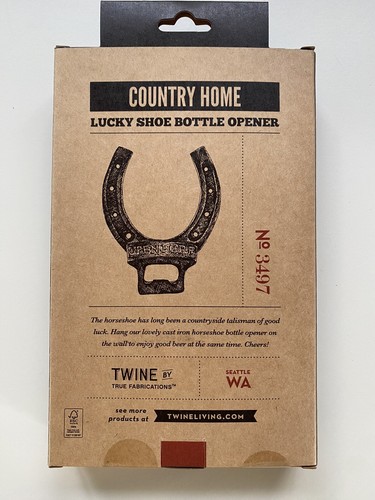 COUNTRY HOME
LUCKY SHOE BOTTLE OPENER
No 3497
The horseshoe has long been a countryside talisman of good
luck. Hang our lovely cast iron horseshoe bottle opener on
the wall to enjoy good beer at the same time. Cheers!
TWINE BY
TRUE FABRICATIONS™
SEATTLE
WA
see more
products at
TWINELIVING.COM
FSC